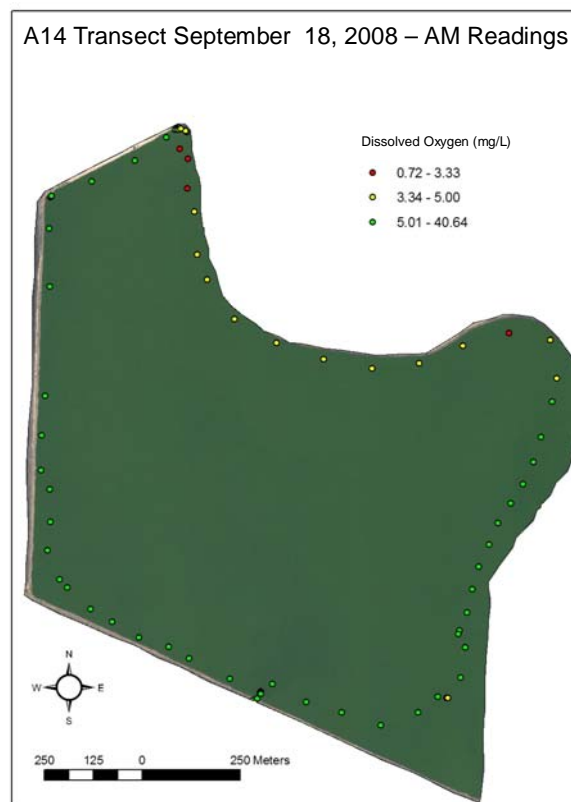 A14 Transect September 18, 2008 – AM Readings
Dissolved Oxygen (mg/L)
0.72 - 3.33
3.34 - 5.00
5.01 - 40.64
N
W E
S
250 125 0 250 Meters